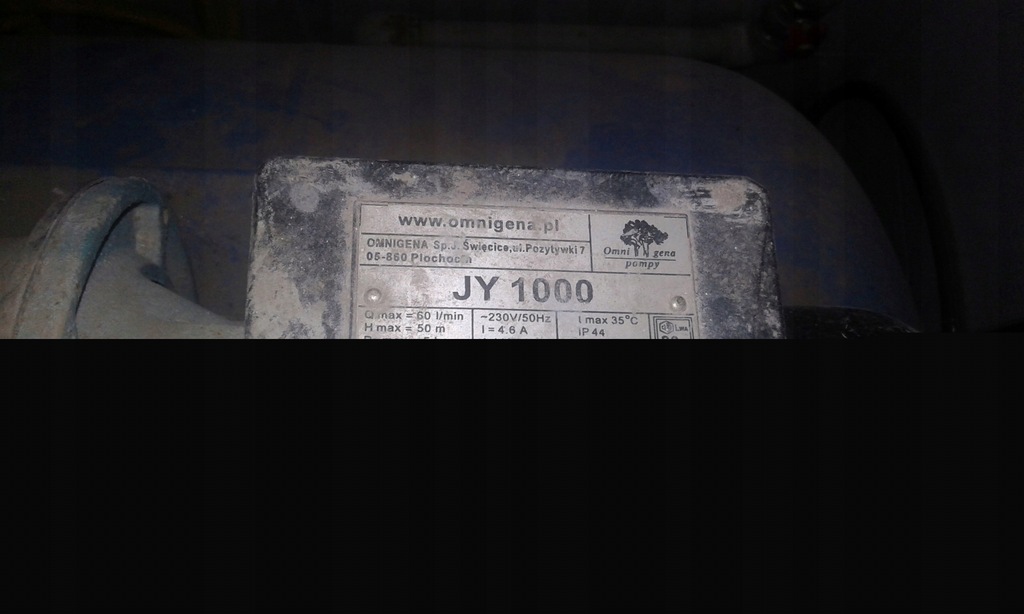 www.omnigena.pl
OMNIGENA Sp.J. Święcice,ul.Pozytywki 7
05-860 Płochocin
Omni gena
pompy
JY 1000
Q max = 60 l/min
H max = 50 m
~230V/50Hz
I = 4.6 A
t max 35°C
IP 44
LWA